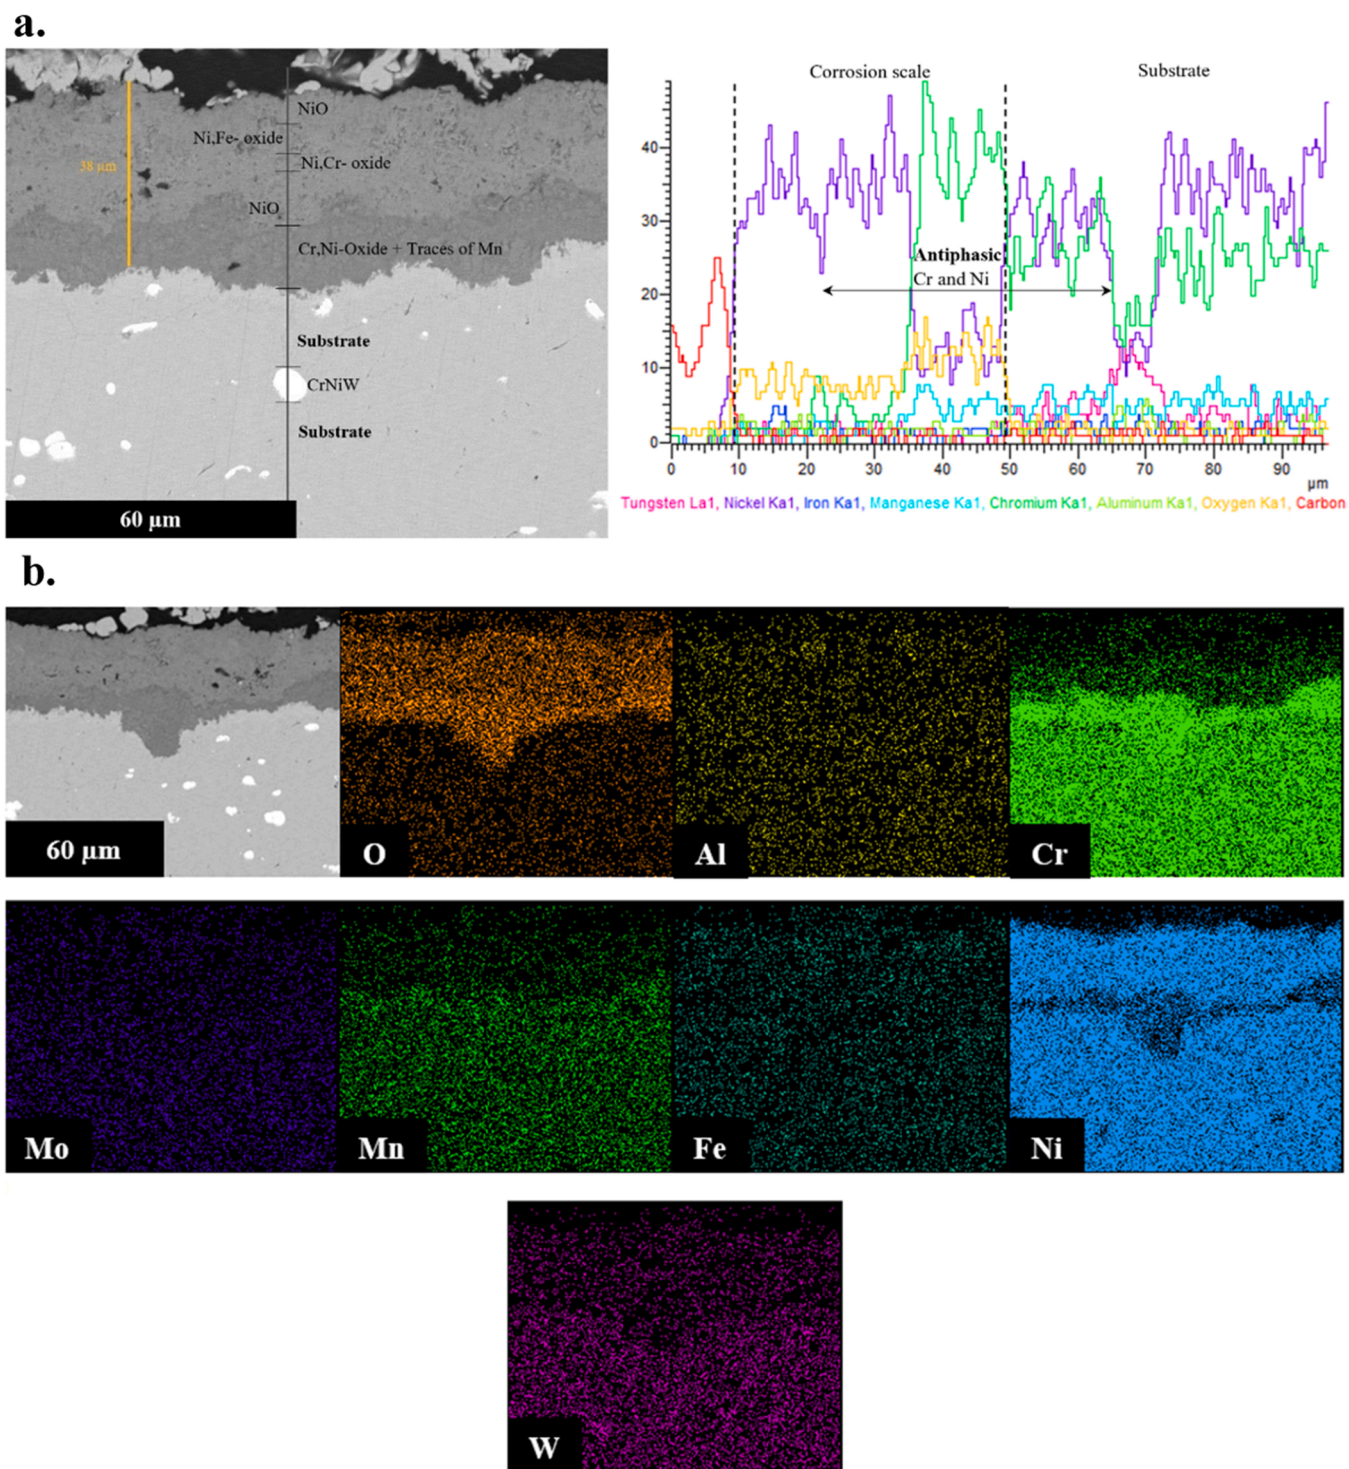 a.
NiO
Ni,Fe- oxide
Ni,Cr- oxide
38 µm
NiO
Cr,Ni-Oxide + Traces of Mn
Substrate
CrNiW
Substrate
60 µm
Corrosion scale
Substrate
Antiphasic
Cr and Ni
40
30
20
10
0
0 10 20 30 40 50 60 70 80 90
µm
Tungsten La1, Nickel Ka1, Iron Ka1, Manganese Ka1, Chromium Ka1, Aluminum Ka1, Oxygen Ka1, Carbon
b.
60 µm
O
Al
Cr
Mo
Mn
Fe
Ni
W